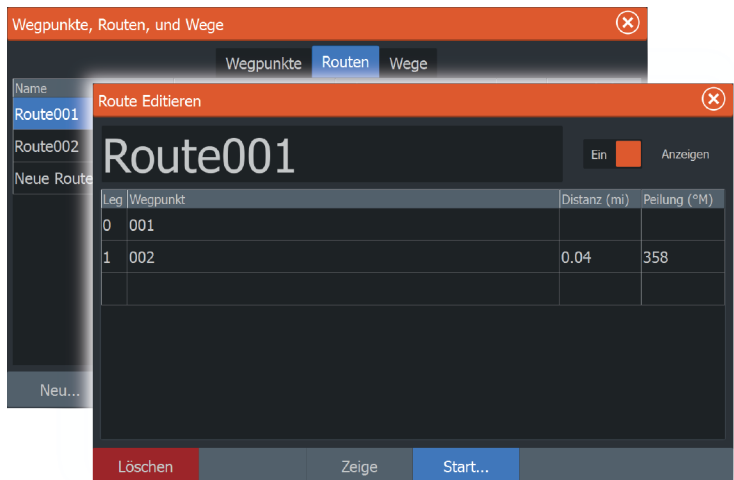 Wegpunkte, Routen, und Wege
Wegpunkte Routen Wege
Name
Route001
Route002
Neue Route
Neu...
Route Editieren
Route001
Ein Anzeigen
Leg Wegpunkt Distanz (mi) Peilung (°M)
0 001
1 002 0.04 358
Löschen Zeige Start...